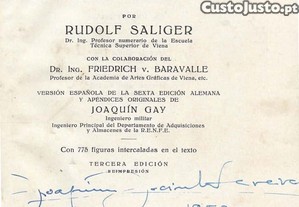 CustoJusto.pt
POR
RUDOLF SALIGER
Dr. Ing. Profesor numerario de la Escuela
Técnica Superior de Viena
CON LA COLABORACIÓN DEL
DR. ING. FRIEDRICH v. BARAVALLE
Profesor de la Academia de Artes Gráficas de Viena, etc.
VERSIÓN ESPAÑOLA DE LA SEXTA EDICIÓN ALEMANA
Y APÉNDICES ORIGINALES DE
JOAQUÍN GAY
Ingeniero militar
Ingeniero Principal del Departamento de Adquisiciones
y Almacenes de la R.E.N.F.E.
Con 775 figuras intercaladas en el texto
TERCERA EDICIÓN
REIMPRESIÓN
Joaquim